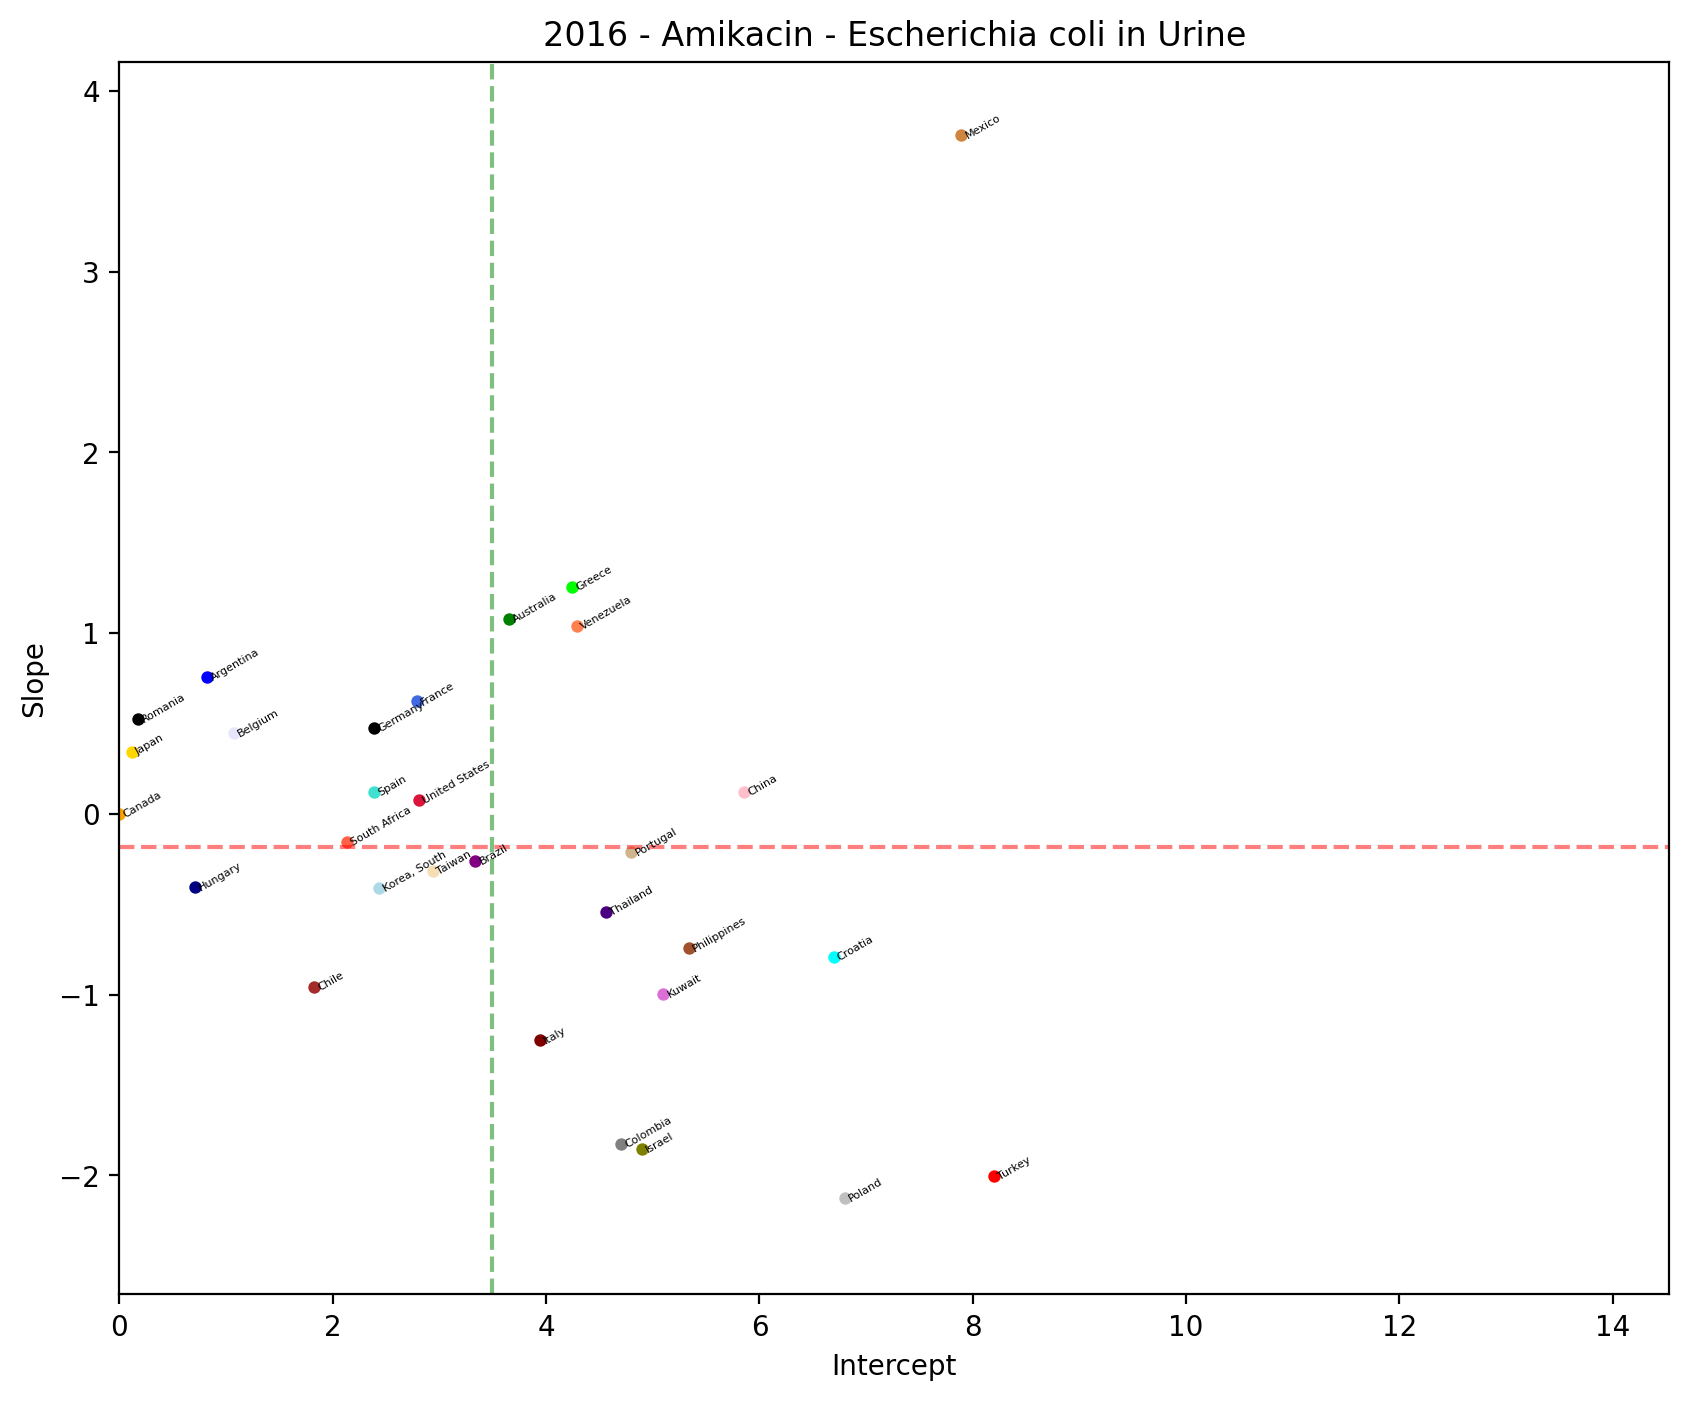 2016 - Amikacin - Escherichia coli in Urine
4
Mexico
3
2
Greece
Australia
Venezuela
1
Argentina
France
Romania
Germany
Belgium
Japan
Spain
United States
China
Canada
0
South Africa
Portugal
Brazil
Taiwan
Korea, South
Hungary
Thailand
Philippines
Croatia
Chile
Kuwait
−1
Italy
Colombia
Israel
Turkey
−2
Poland
Slope
0 2 4 6 8 10 12 14
Intercept